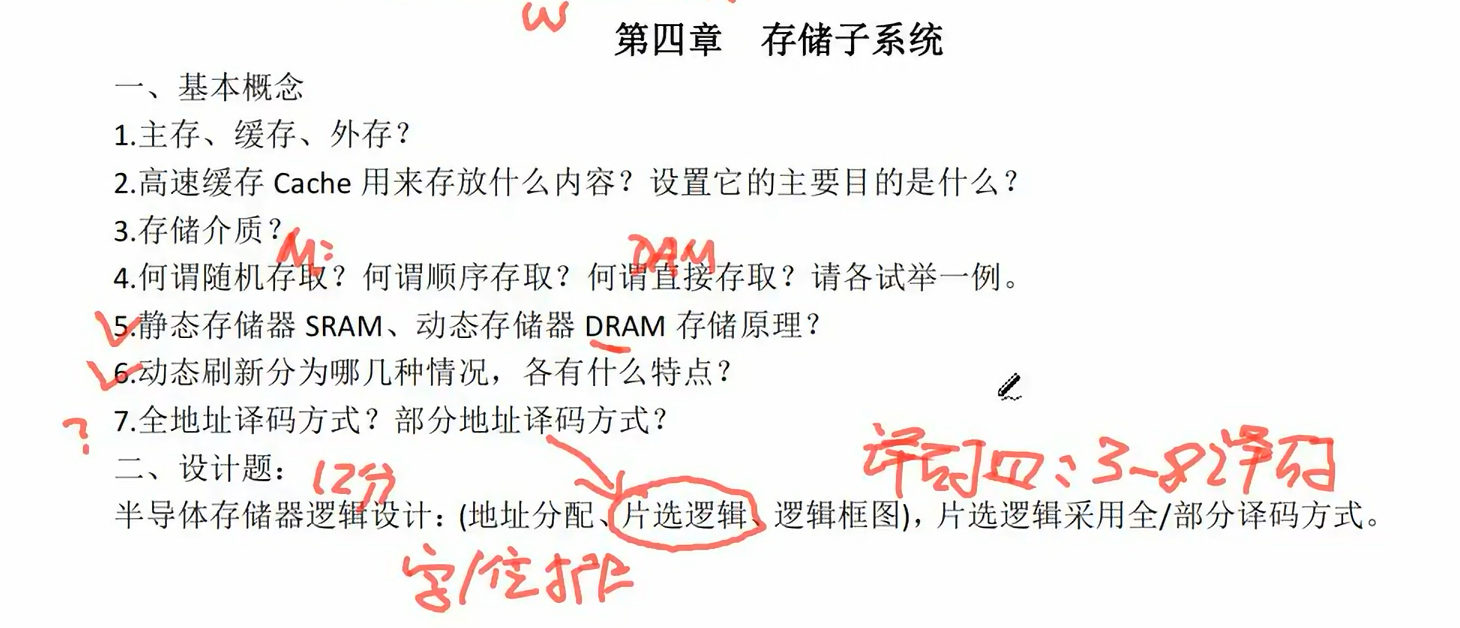 W
第四章 存储子系统
一、基本概念
1.主存、缓存、外存？
2.高速缓存 Cache 用来存放什么内容？设置它的主要目的是什么？
3.存储介质？
M:
DAM
4.何谓随机存取？何谓顺序存取？何谓直接存取？请各试举一例。
5.静态存储器 SRAM、动态存储器 DRAM 存储原理？
6.动态刷新分为哪几种情况，各有什么特点？
? 7.全地址译码方式？部分地址译码方式？
二、设计题：
12分
3-8译码
半导体存储器逻辑设计：(地址分配、片选逻辑、逻辑框图)，片选逻辑采用全/部分译码方式。
字/位扩